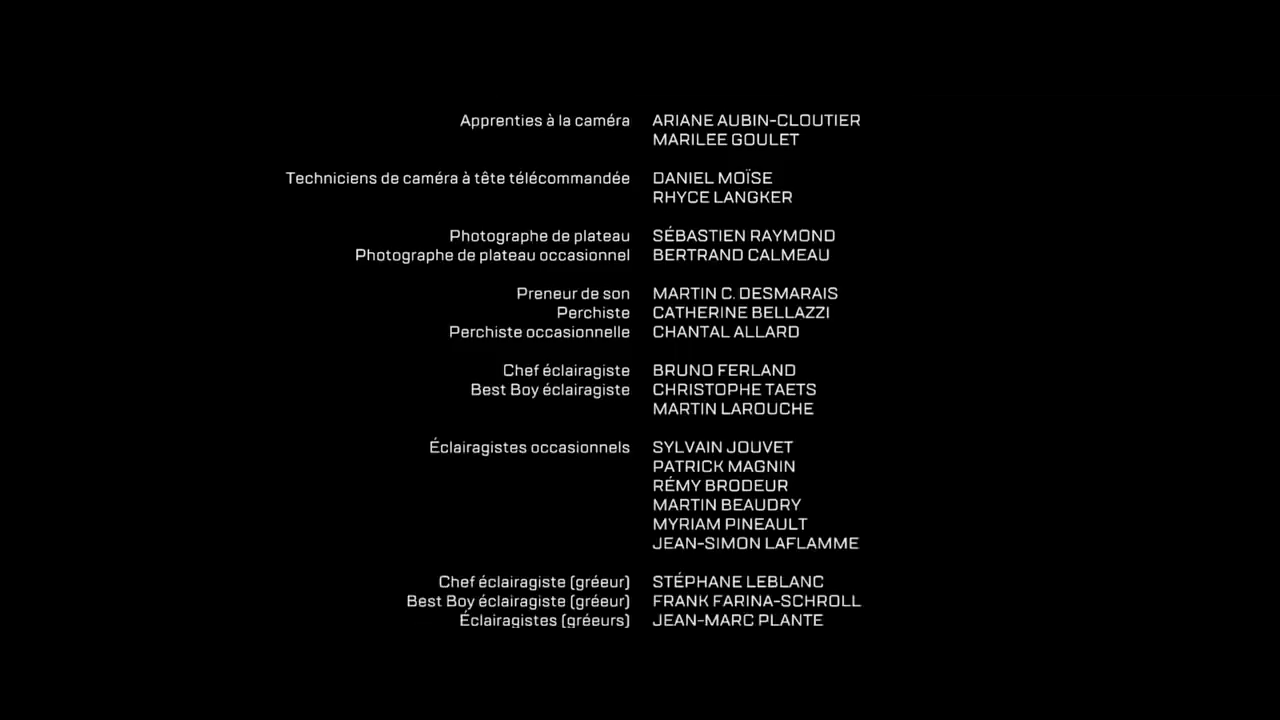 Apprenties à la caméra ARIANE AUBIN-CLOUTIER
MARILEE GOULET
Techniciens de caméra à tête télécommandée DANIEL MOÏSE
RHYCE LANGKER
Photographe de plateau SÉBASTIEN RAYMOND
Photographe de plateau occasionnel BERTRAND CALMEAU
Preneur de son MARTIN C. DESMARAIS
Perchiste CATHERINE BELLAZZI
Perchiste occasionnelle CHANTAL ALLARD
Chef éclairagiste BRUNO FERLAND
Best Boy éclairagiste CHRISTOPHE TAETS
MARTIN LAROUCHE
Éclairagistes occasionnels SYLVAIN JOUVET
PATRICK MAGNIN
RÉMY BRODEUR
MARTIN BEAUDRY
MYRIAM PINEAULT
JEAN-SIMON LAFLAMME
Chef éclairagiste (gréeur) STÉPHANE LEBLANC
Best Boy éclairagiste (gréeur) FRANK FARINA-SCHROLL
Éclairagistes (gréeurs) JEAN-MARC PLANTE